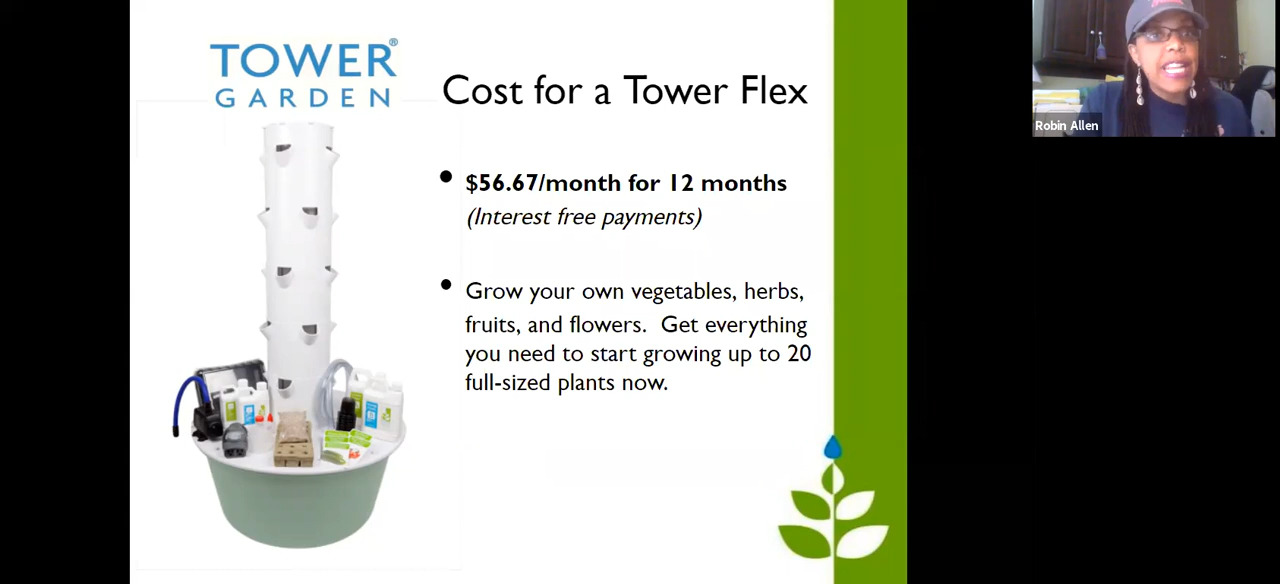 TOWER®
GARDEN
Cost for a Tower Flex
• $56.67/month for 12 months
(Interest free payments)
• Grow your own vegetables, herbs,
fruits, and flowers.  Get everything
you need to start growing up to 20
full-sized plants now.
Robin Allen